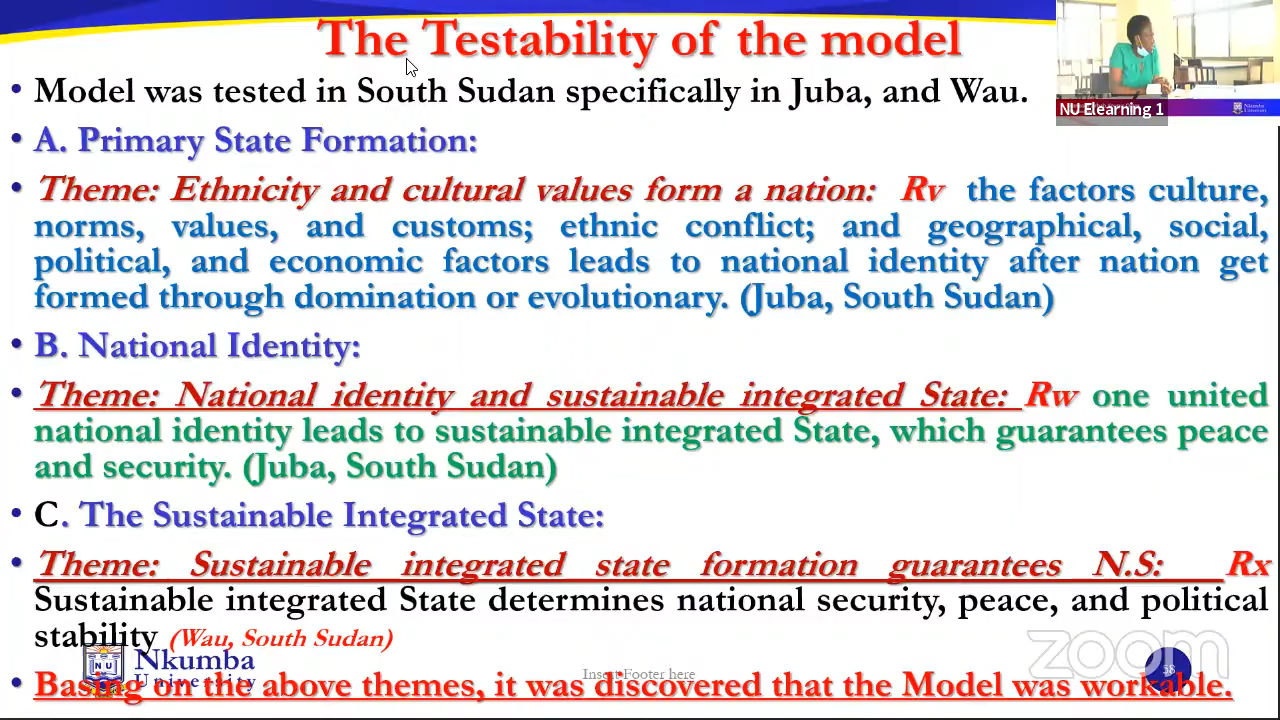 The Testability of the model
• Model was tested in South Sudan specifically in Juba, and Wau.
• A. Primary State Formation:
• Theme: Ethnicity and cultural values form a nation: Rv the factors culture,
norms, values, and customs; ethnic conflict; and geographical, social,
political, and economic factors leads to national identity after nation get
formed through domination or evolutionary. (Juba, South Sudan)
• B. National Identity:
• Theme: National identity and sustainable integrated State: Rw one united
national identity leads to sustainable integrated State, which guarantees peace
and security. (Juba, South Sudan)
• C. The Sustainable Integrated State:
• Theme: Sustainable integrated state formation guarantees N.S: Rx
Sustainable integrated State determines national security, peace, and political
stability (Wau, South Sudan)
• Basing on the above themes, it was discovered that the Model was workable.
NU
Nkumba
University
Insert Footer here
38
zoom
NU Elearning 1
Nkumba
University